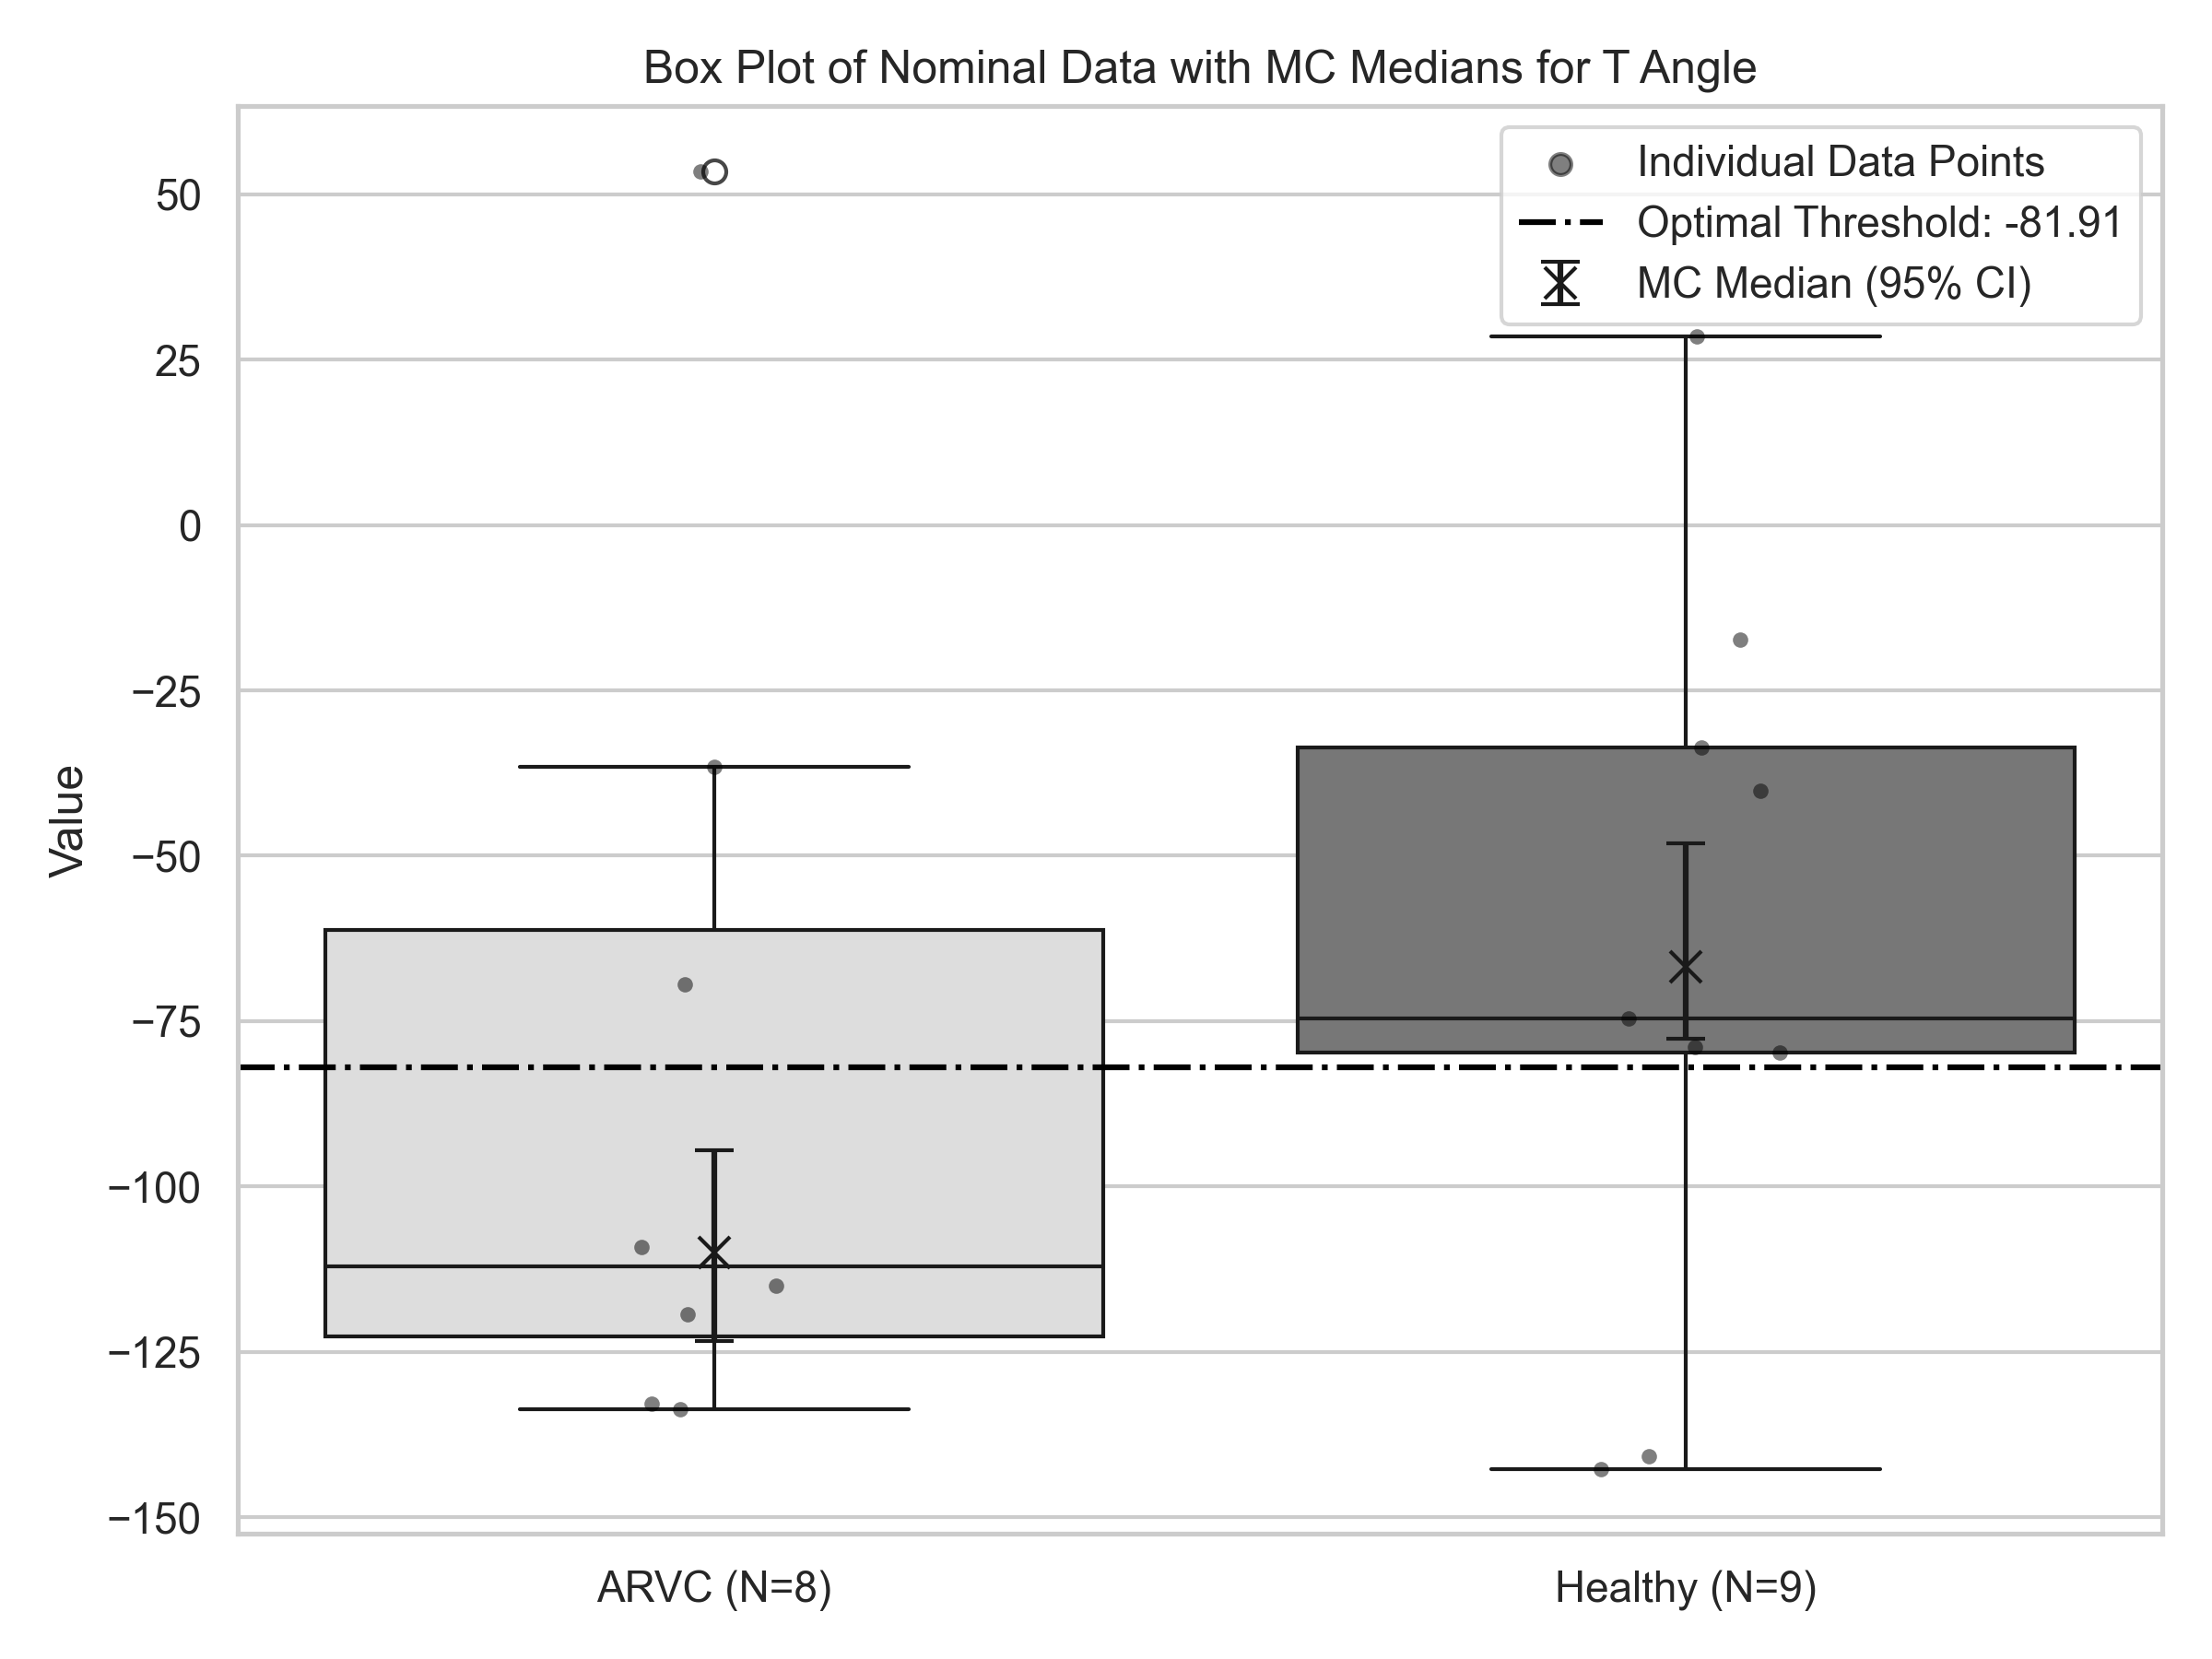 Box Plot of Nominal Data with MC Medians for T Angle
Individual Data Points
Optimal Threshold: -81.91
MC Median (95% CI)
50
25
0
−25
−50
−75
−100
−125
−150
Value
ARVC (N=8)
Healthy (N=9)